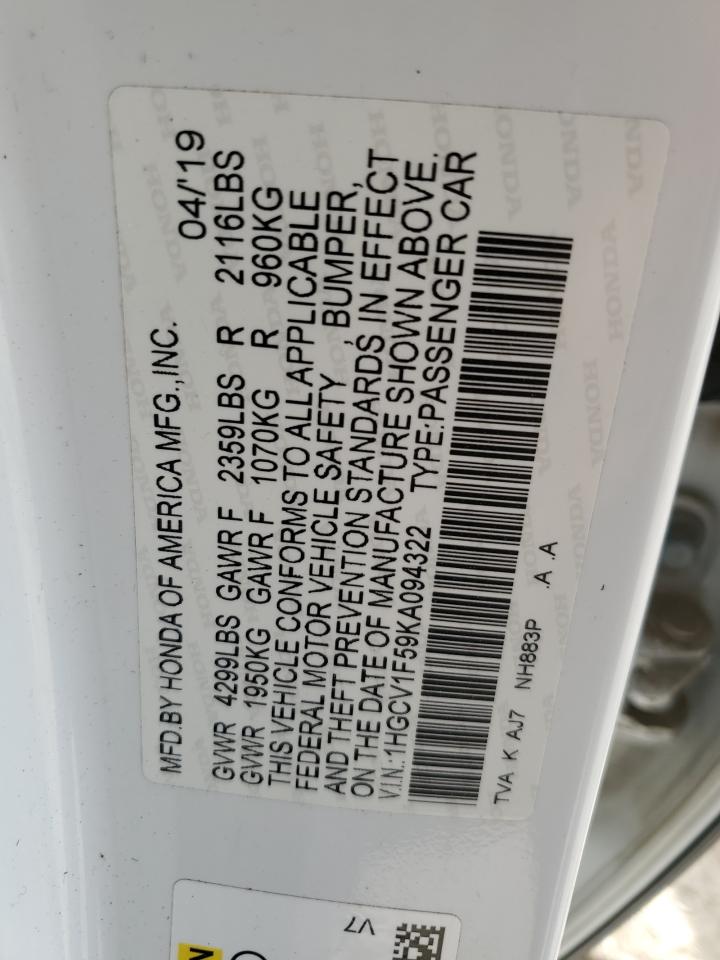 MFD.BY HONDA OF AMERICA MFG.,INC. 04/'19
GVWR 4299LBS GAWR F 2359LBS R 2116LBS
GVWR 1950KG GAWR F 1070KG R 960KG
THIS VEHICLE CONFORMS TO ALL APPLICABLE
FEDERAL MOTOR VEHICLE SAFETY , BUMPER,
AND THEFT PREVENTION STANDARDS IN EFFECT
ON THE DATE OF MANUFACTURE SHOWN ABOVE.
V.I.N.:1HGCV1F59KA094322 TYPE:PASSENGER CAR
TVA K AJ7 NH883P .A .A
V7